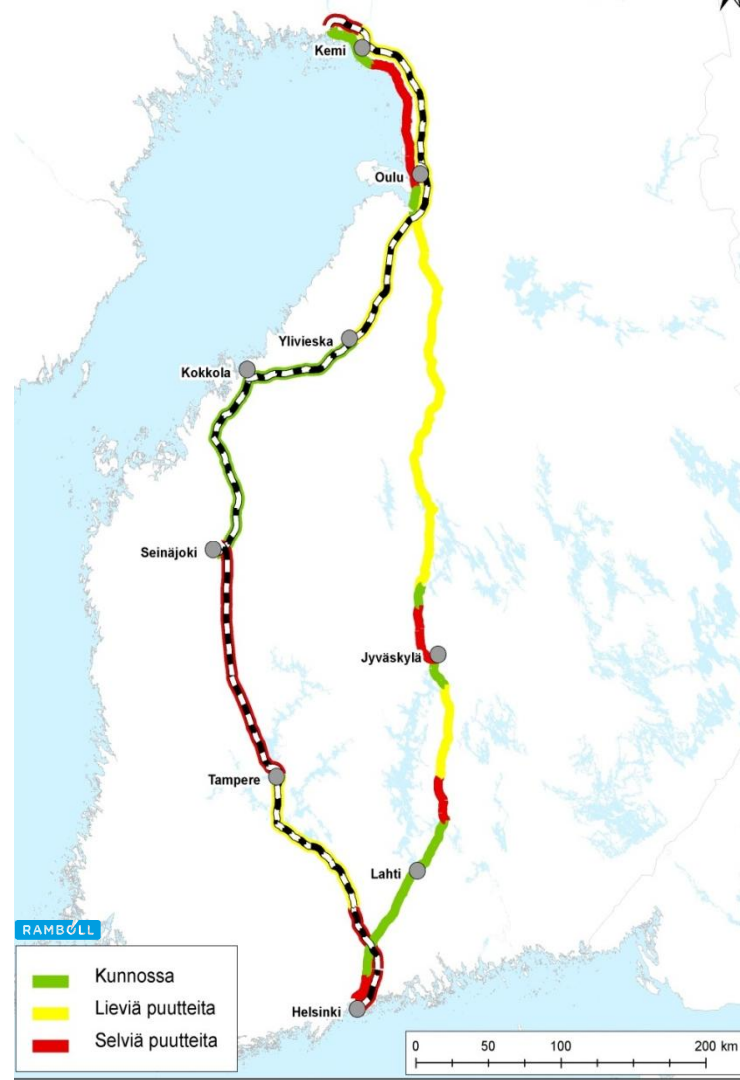 Kemi
Oulu
Ylivieska
Kokkola
Seinäjoki
Jyväskylä
Tampere
Lahti
RAMBOLL
Kunnossa
Lieviä puutteita
Selviä puutteita
Helsinki
0 50 100 200 km